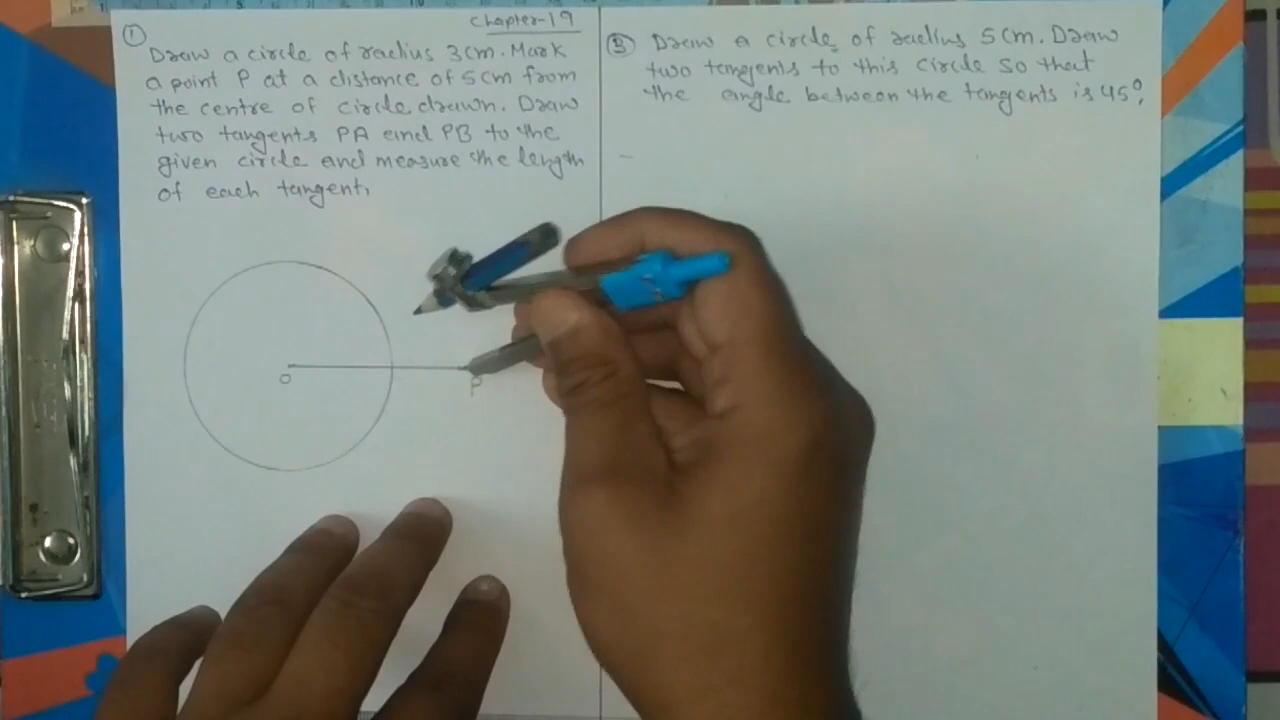 Chapter-19
①
Draw a circle of radius 3cm. Mark
a point P at a distance of 5cm from
the centre of circle drawn. Draw
two tangents PA and PB to the
given circle and measure the length
of each tangent,
O
P
③ Draw a circle of radius 5cm. Draw
two tangents to this circle so that
the angle between the tangents is 45°.